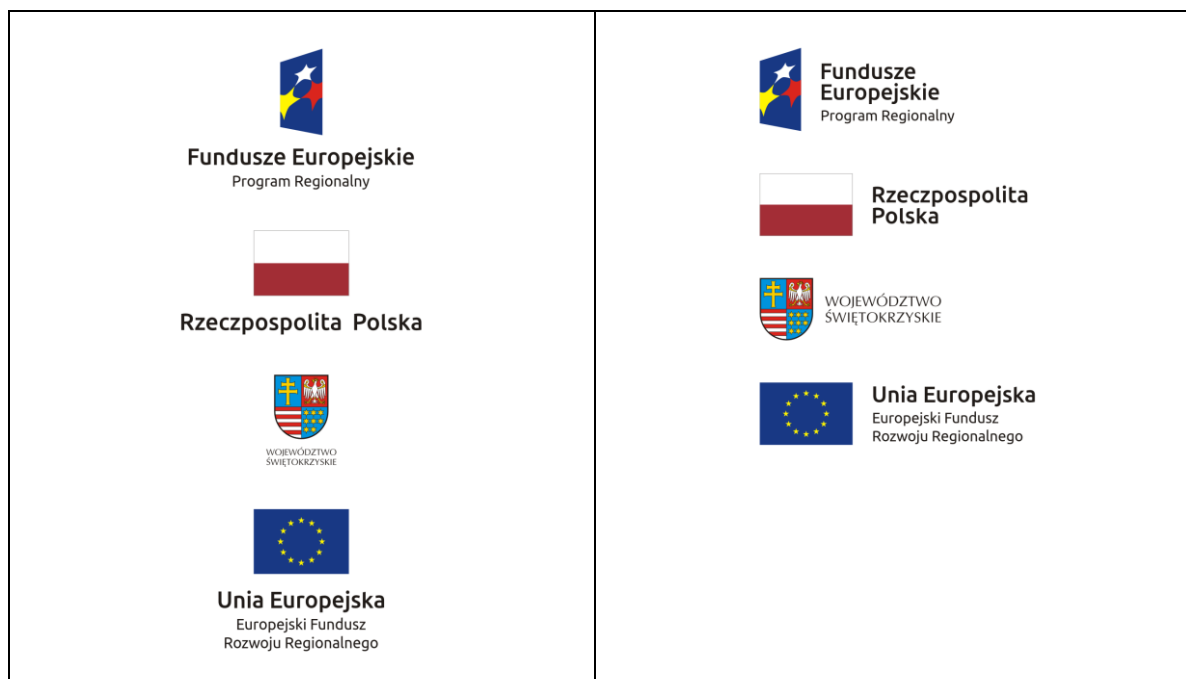 Fundusze Europejskie
Program Regionalny
Rzeczpospolita Polska
WOJEWÓDZTWO
ŚWIĘTOKRZYSKIE
Unia Europejska
Europejski Fundusz
Rozwoju Regionalnego
Fundusze
Europejskie
Program Regionalny
Rzeczpospolita
Polska
WOJEWÓDZTWO
ŚWIĘTOKRZYSKIE
Unia Europejska
Europejski Fundusz
Rozwoju Regionalnego